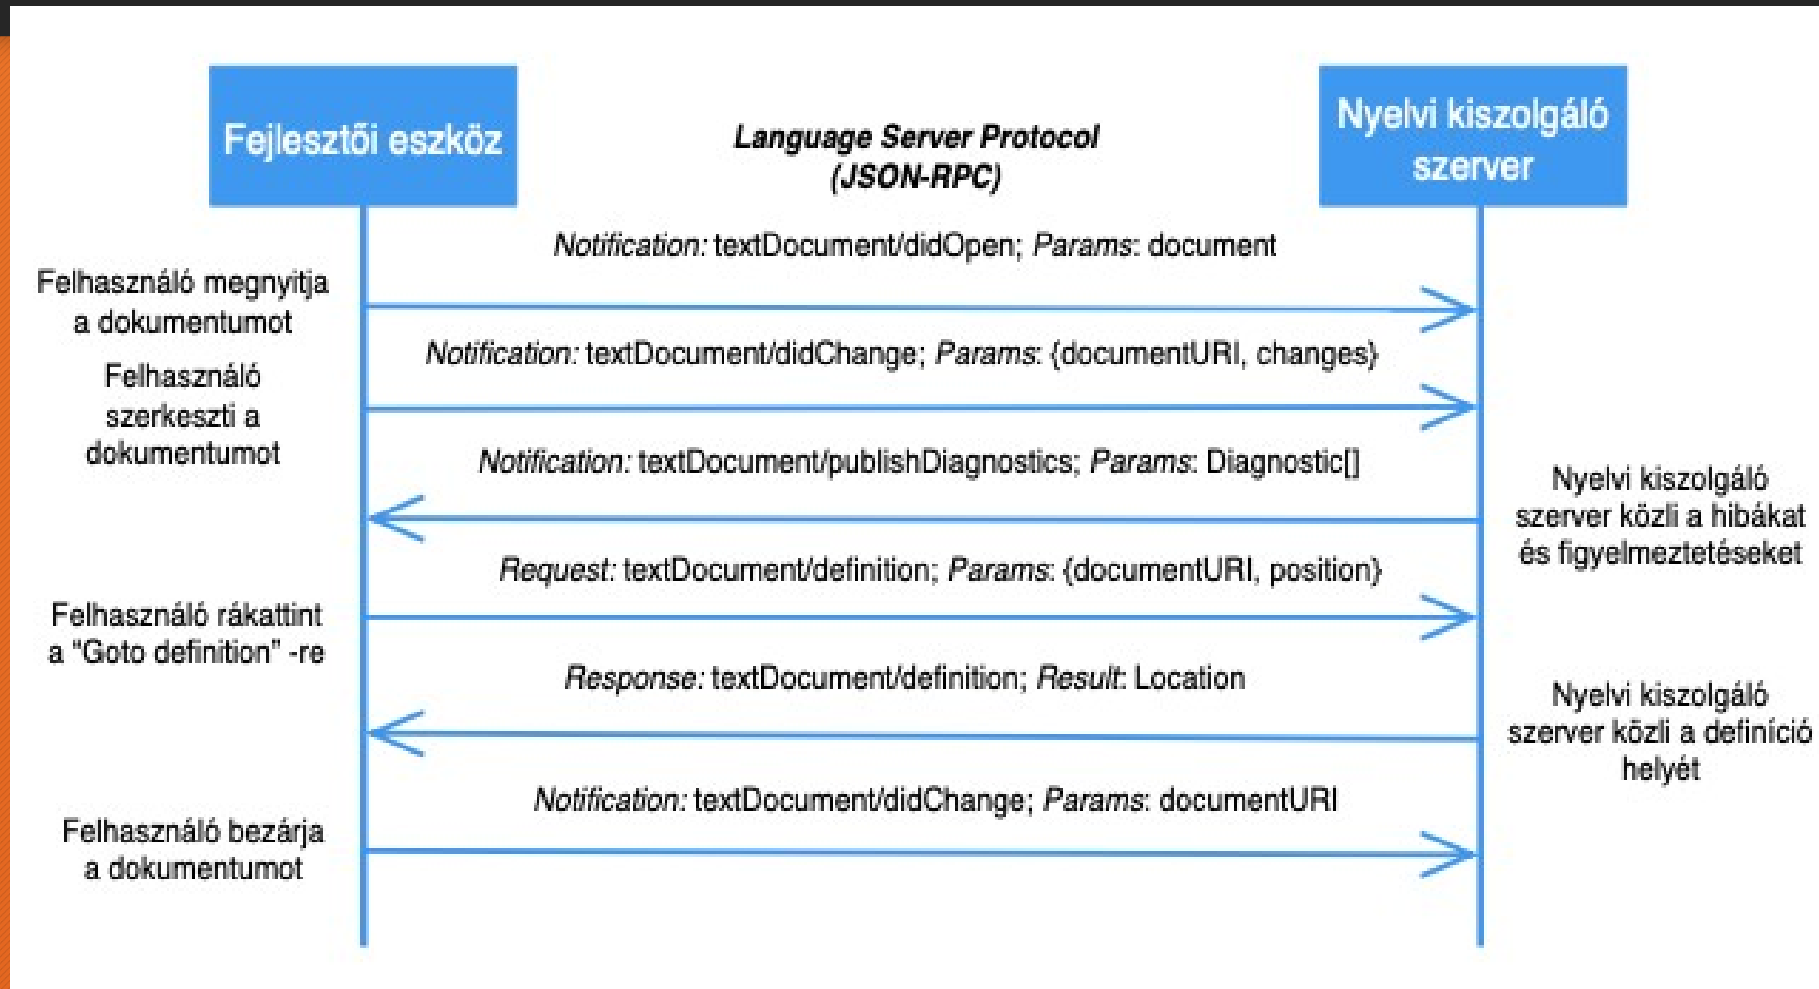 Fejlesztői eszköz
Language Server Protocol
(JSON-RPC)
Nyelvi kiszolgáló
szerver
Notification: textDocument/didOpen; Params: document
Felhasználó megnyitja
a dokumentumot
Notification: textDocument/didChange; Params: {documentURI, changes}
Felhasználó
szerkeszti a
dokumentumot
Notification: textDocument/publishDiagnostics; Params: Diagnostic[]
Nyelvi kiszolgáló
szerver közli a hibákat
és figyelmeztetéseket
Request: textDocument/definition; Params: {documentURI, position}
Felhasználó rákattint
a “Goto definition” -re
Response: textDocument/definition; Result: Location
Nyelvi kiszolgáló
szerver közli a definíció
helyét
Notification: textDocument/didChange; Params: documentURI
Felhasználó bezárja
a dokumentumot